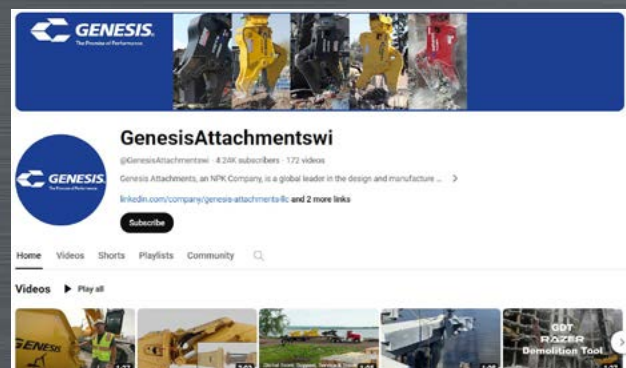 GENESIS.
The Promise of Performance.
GenesisAttachmentswi
@GenesisAttachmentswi · 4.24K subscribers · 172 videos
Genesis Attachments, an NPK Company, is a global leader in the design and manufacture ...
linkedin.com/company/genesis-attachments-llc and 2 more links
GENESIS.
The Promise of Performance.
Subscribe
Home Videos Shorts Playlists Community
Videos Play all
GENESIS
GDT
RAZER
Demolition Tool